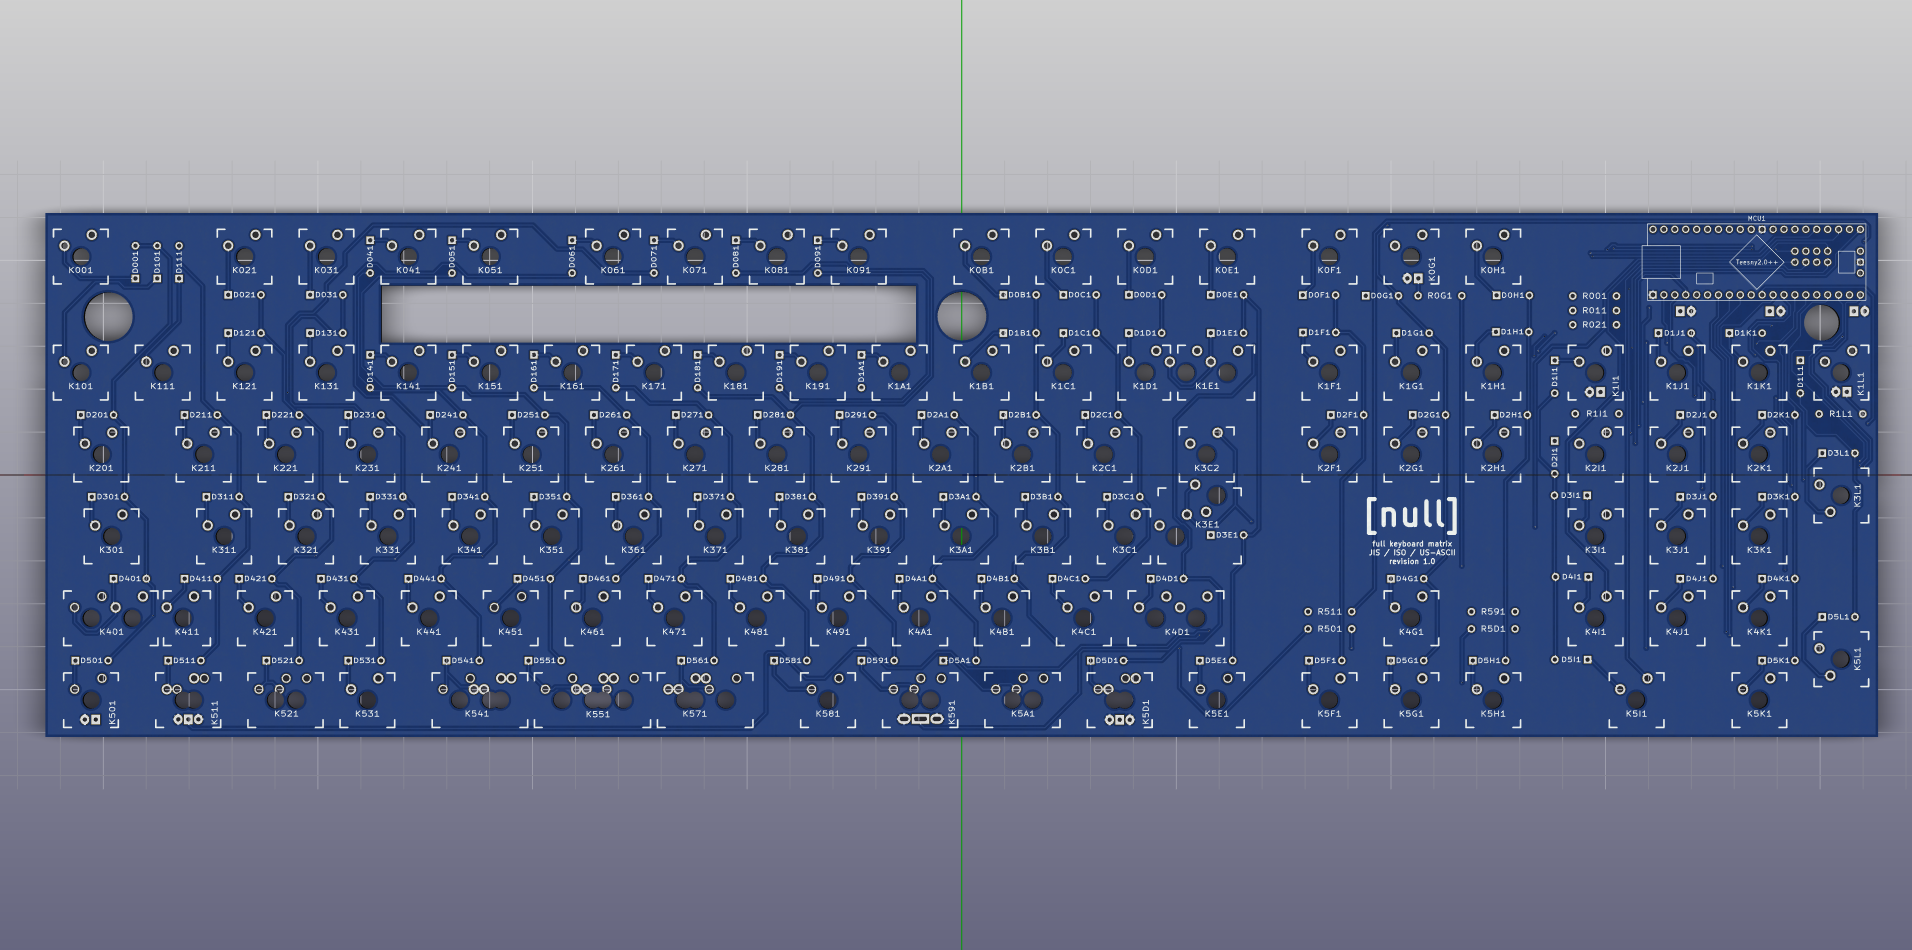 MCU1
K001
D001
D101
D111
K021
K031
D041
K041
D051
K051
D061
K061
D071
K071
D081
K081
D091
K091
K0B1
K0C1
K0D1
K0E1
K0F1
K0G1
K0H1
Teensy2.0++
D021
D031
D0B1
D0C1
D0D1
D0E1
D0F1
D0G1
R0G1
D0H1
R001
R011
R021
D121
D131
D1B1
D1C1
D1D1
D1E1
D1F1
D1G1
D1H1
D1J1
D1K1
K101
K111
K121
K131
D141
K141
D151
K151
D161
K161
D171
K171
D181
K181
D191
K191
D1A1
K1A1
K1B1
K1C1
K1D1
K1E1
K1F1
K1G1
K1H1
D1I1
K1I1
K1J1
K1K1
D1L1
K1L1
D201
D211
D221
D231
D241
D251
D261
D271
D281
D291
D2A1
D2B1
D2C1
D2F1
D2G1
D2H1
R1I1
D2J1
D2K1
R1L1
K201
K211
K221
K231
K241
K251
K261
K271
K281
K291
K2A1
K2B1
K2C1
K3C2
K2F1
K2G1
K2H1
D2I1
K2I1
K2J1
K2K1
D3L1
D301
D311
D321
D331
D341
D351
D361
D371
D381
D391
D3A1
D3B1
D3C1
D3I1
D3J1
D3K1
K3L1
K301
K311
K321
K331
K341
K351
K361
K371
K381
K391
K3A1
K3B1
K3C1
K3E1
D3E1
[null]
full keyboard matrix
JIS / ISO / US-ASCII
revision 1.0
K3I1
K3J1
K3K1
D401
D411
D421
D431
D441
D451
D461
D471
D481
D491
D4A1
D4B1
D4C1
D4D1
D4G1
D4I1
D4J1
D4K1
K401
K411
K421
K431
K441
K451
K461
K471
K481
K491
K4A1
K4B1
K4C1
K4D1
R511
R501
K4G1
R591
R5D1
K4I1
K4J1
K4K1
D5L1
D501
D511
D521
D531
D541
D551
D561
D581
D591
D5A1
D5D1
D5E1
D5F1
D5G1
D5H1
D5I1
D5K1
K5L1
K501
K511
K521
K531
K541
K551
K571
K581
K591
K5A1
K5D1
K5E1
K5F1
K5G1
K5H1
K5I1
K5K1